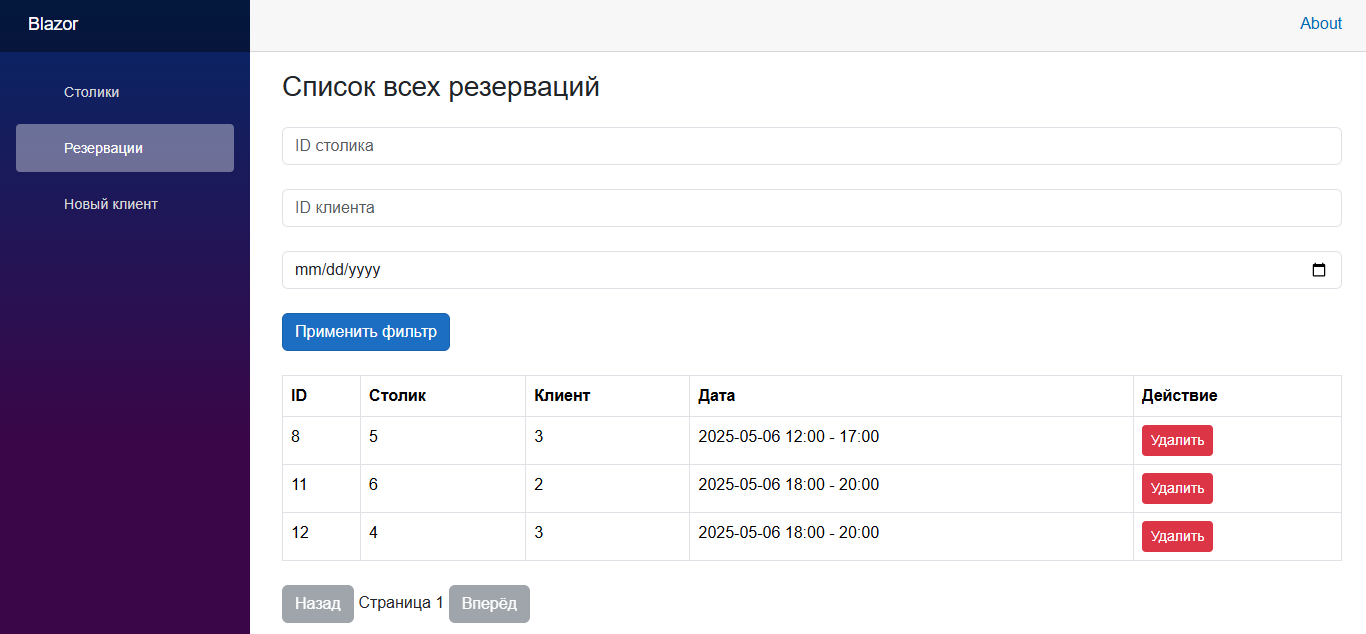 Blazor
About
Столики
Резервации
Новый клиент
Список всех резерваций
ID столика
ID клиента
mm/dd/yyyy
Применить фильтр
ID Столик Клиент Дата Действие
8 5 3 2025-05-06 12:00 - 17:00 Удалить
11 6 2 2025-05-06 18:00 - 20:00 Удалить
12 4 3 2025-05-06 18:00 - 20:00 Удалить
Назад Страница 1 Вперёд